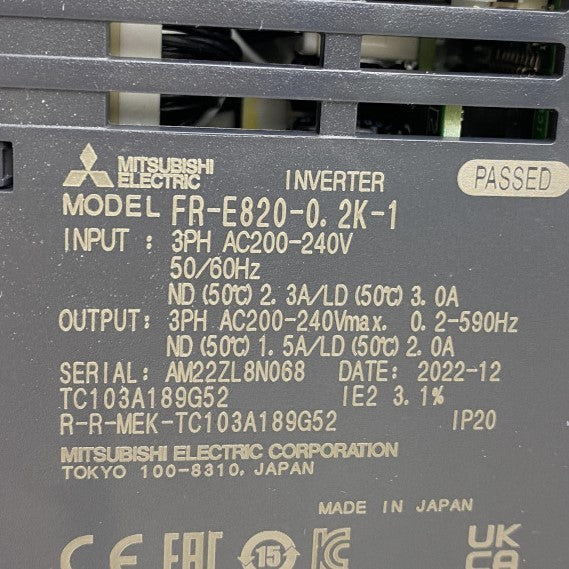 MITSUBISHI
ELECTRIC INVERTER PASSED
MODEL FR-E820-0.2K-1
INPUT : 3PH AC200-240V
50/60Hz
ND (50℃) 2.3A/LD (50℃) 3.0A
OUTPUT: 3PH AC200-240Vmax. 0.2-590Hz
ND (50℃) 1.5A/LD (50℃) 2.0A
SERIAL: AM22ZL8N068 DATE: 2022-12
TC103A189G52 IE2 3.1%
R-R-MEK-TC103A189G52 IP20
MITSUBISHI ELECTRIC CORPORATION
TOKYO 100-8310, JAPAN
MADE IN JAPAN
CE EAC 15 KC UK
CA